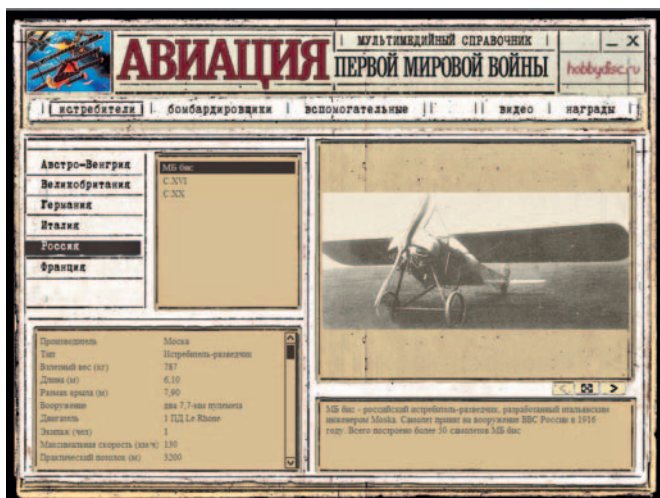 АВИАЦИЯ
МУЛЬТИМЕДИЙНЫЙ СПРАВОЧНИК
ПЕРВОЙ МИРОВОЙ ВОЙНЫ
hobbydisc.ru
истребители
бомбардировщики
вспомогательные
видео
награды
Австро-Венгрия
Великобритания
Германия
Италия
Россия
Франция
МБ бис
С.XVI
С.XX
Производитель Моска
Тип Истребитель-разведчик
Взлетный вес (кг) 787
Длина (м) 6,10
Размах крыла (м) 7,90
Вооружение два 7,7-мм пулемета
Двигатель 1 ПД Le Rhone
Экипаж (чел) 1
Максимальная скорость (км/ч) 130
Практический потолок (м) 3200
МБ бис - российский истребитель-разведчик, разработанный итальянским
инженером Moska. Самолет принят на вооружение ВВС России в 1916
году. Всего построено более 50 самолетов МБ бис